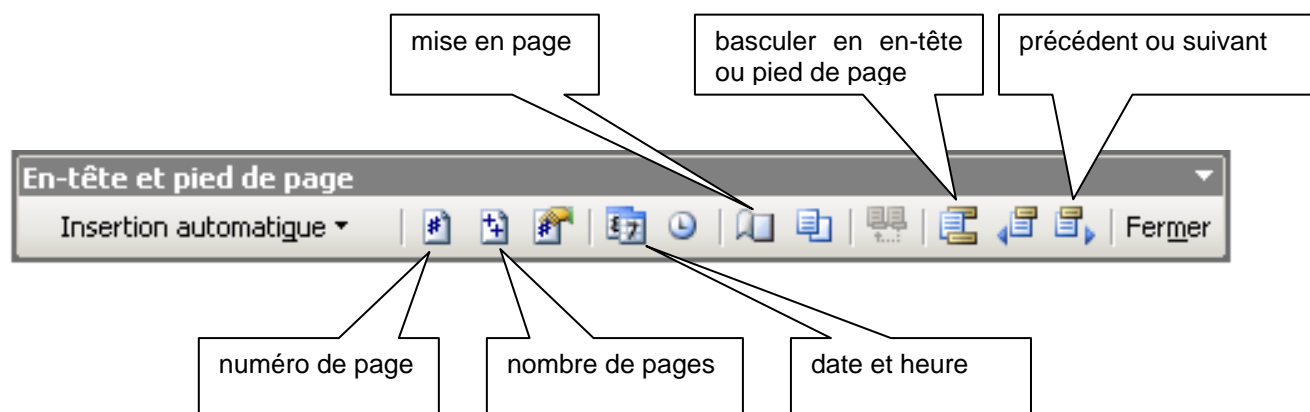 mise en page
basculer en en-tête
ou pied de page
précédent ou suivant
En-tête et pied de page
Insertion automatique
Fermer
numéro de page
nombre de pages
date et heure